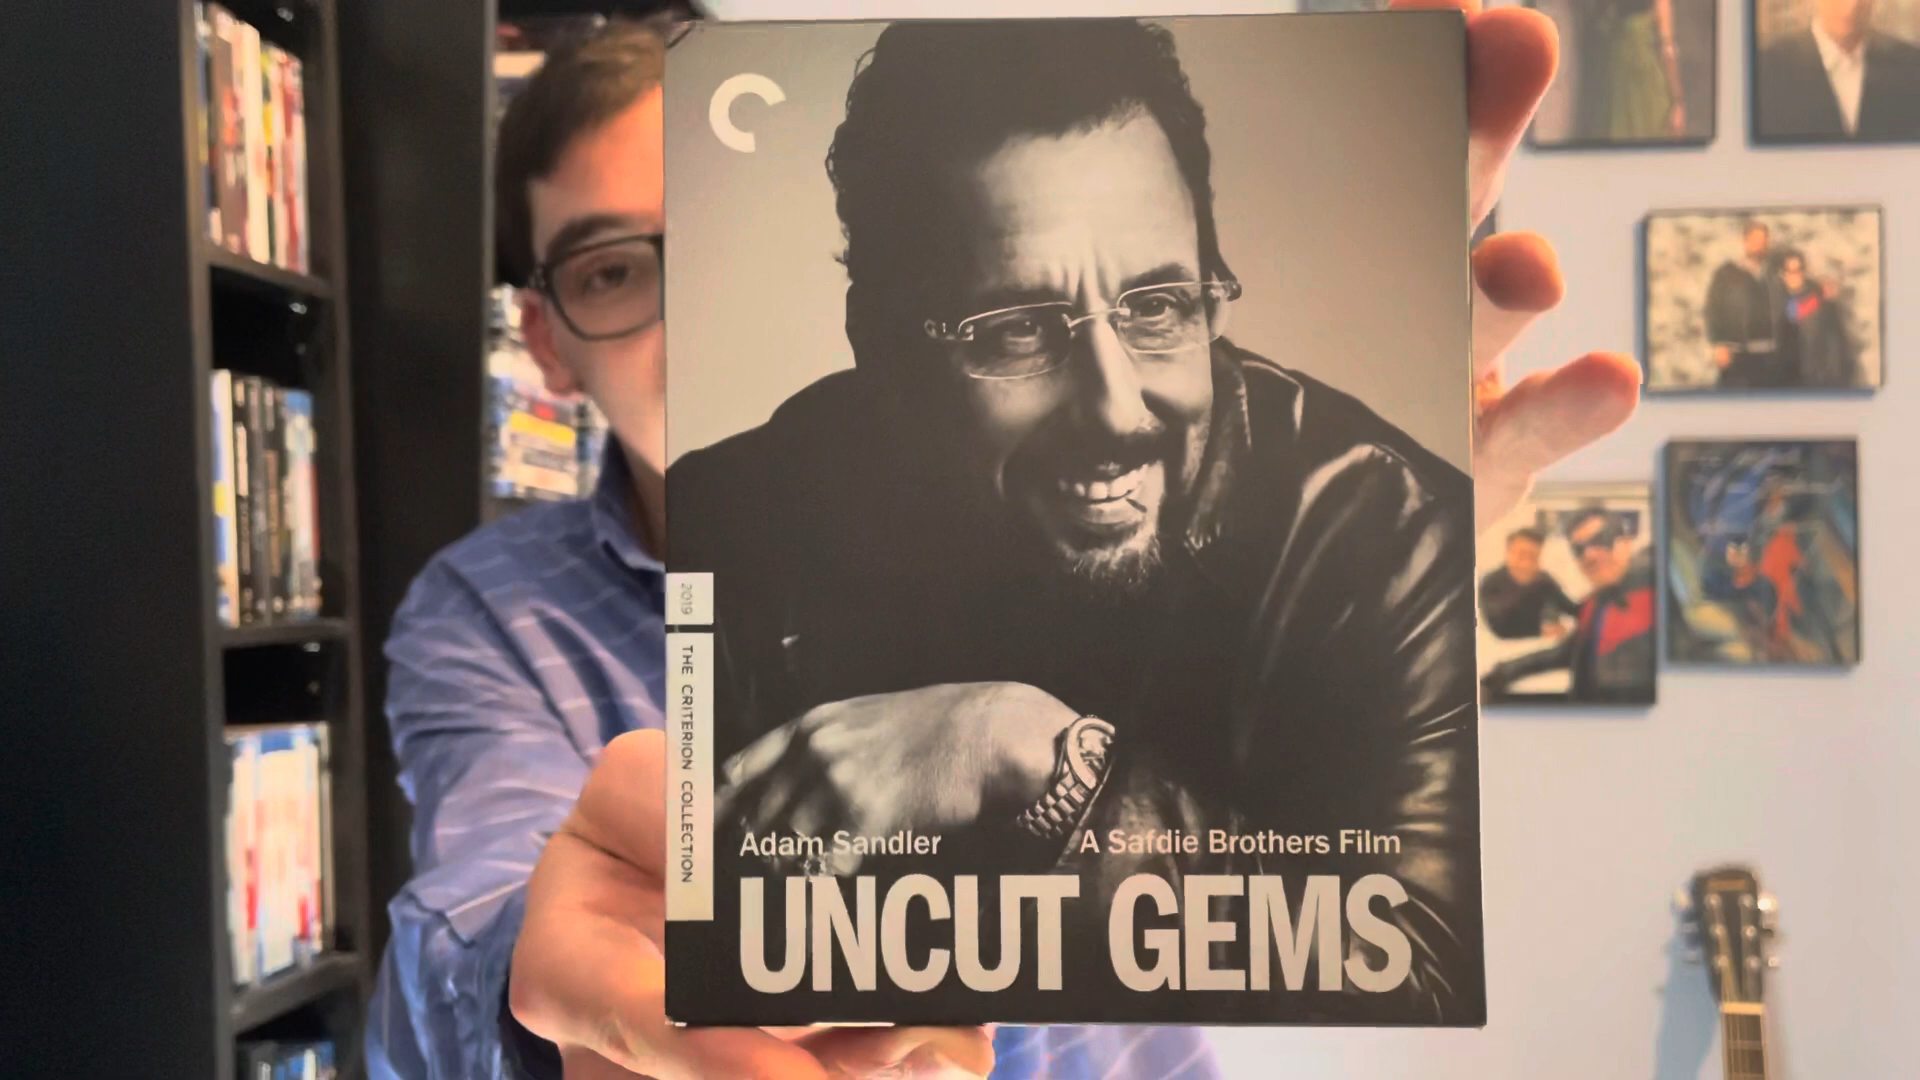 2019
THE CRITERION COLLECTION
Adam Sandler
A Safdie Brothers Film
UNCUT GEMS